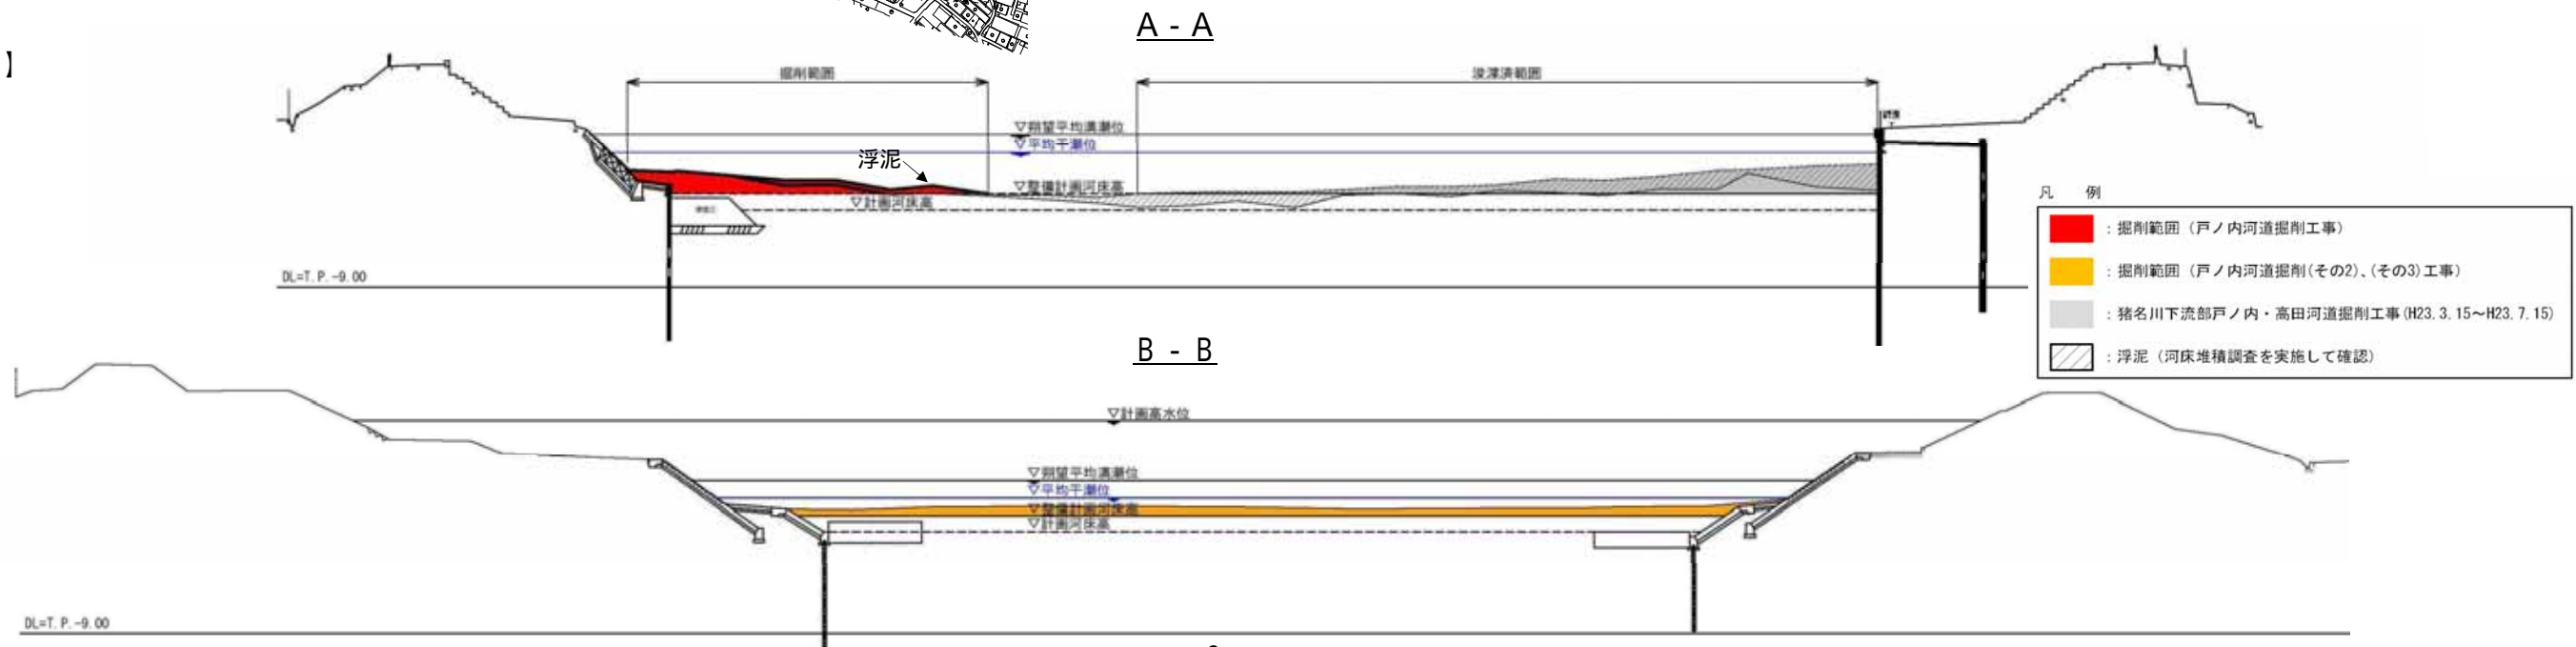 】
A - A
掘削範囲
浚渫済範囲
▽朔望平均満潮位
▽平均干潮位
浮泥
▽整備計画河床高
▽計画河床高
DL=T.P.-9.00
凡 例
：掘削範囲（戸ノ内河道掘削工事）
：掘削範囲（戸ノ内河道掘削(その2)、(その3)工事）
：猪名川下流部戸ノ内・高田河道掘削工事(H23.3.15～H23.7.15)
：浮泥（河床堆積調査を実施して確認）
B - B
▽計画高水位
▽朔望平均満潮位
▽平均干潮位
▽整備計画河床高
▽計画河床高
DL=T.P.-9.00